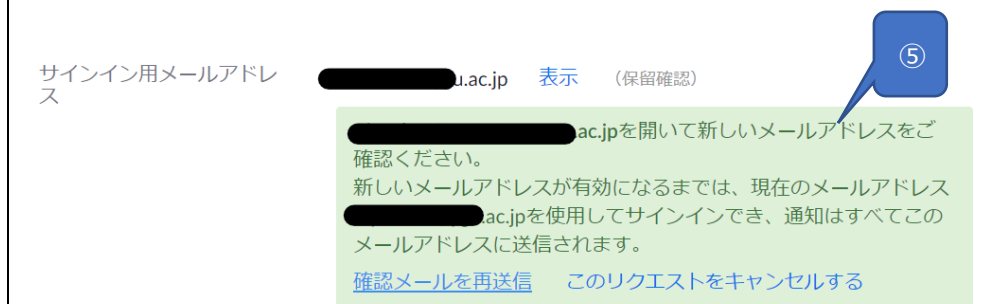 ⑤
サインイン用メールアドレ
ス
u.ac.jp 表示 (保留確認)
ac.jpを開いて新しいメールアドレスをご
確認ください。
新しいメールアドレスが有効になるまでは、現在のメールアドレス
ac.jpを使用してサインインでき、通知はすべてこの
メールアドレスに送信されます。
確認メールを再送信 このリクエストをキャンセルする